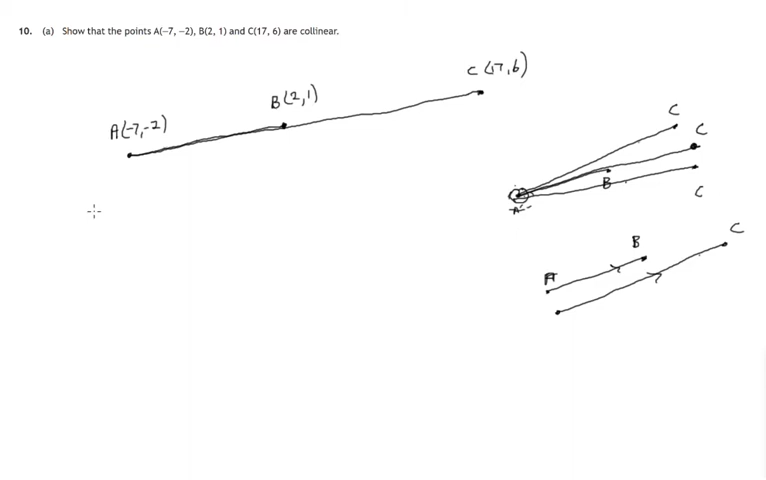 10. (a) Show that the points A(−7, −2), B(2, 1) and C(17, 6) are collinear.
C (17,6)
B(2,1)
A(-7,-2)
C
C
B
C
A
C
B
A